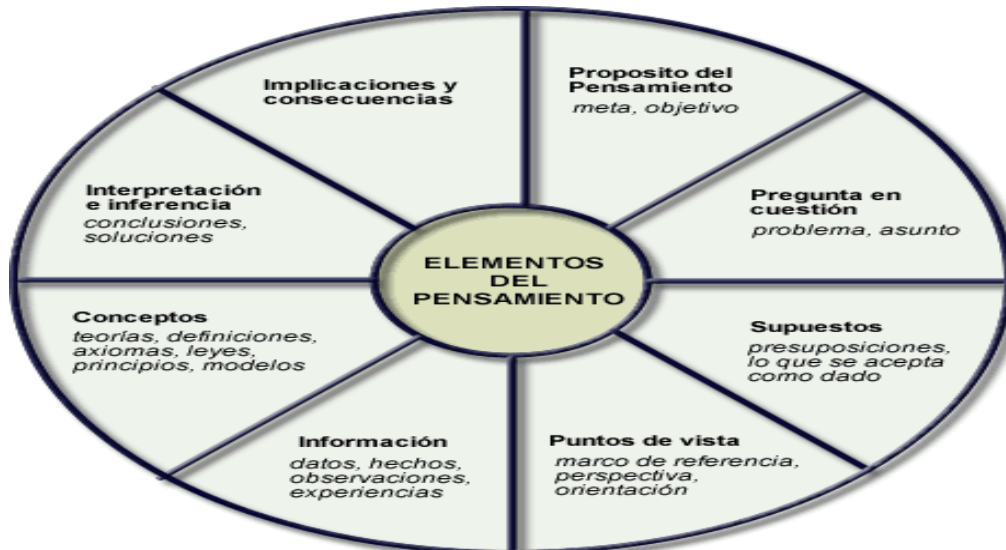 Implicaciones y
consecuencias
Proposito del
Pensamiento
meta, objetivo
Pregunta en
cuestión
problema, asunto
Supuestos
presuposiciones,
lo que se acepta
como dado
Puntos de vista
marco de referencia,
perspectiva,
orientación
Información
datos, hechos,
observaciones,
experiencias
Conceptos
teorías, definiciones,
axiomas, leyes,
principios, modelos
Interpretación
e inferencia
conclusiones,
soluciones
ELEMENTOS
DEL
PENSAMIENTO